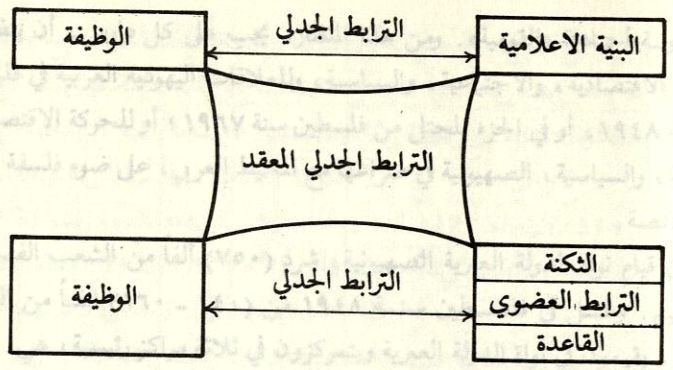 البنية الاعلامية
الترابط الجدلي
الوظيفة
الترابط الجدلي المعقد
الثكنة
الترابط العضوي
القاعدة
الترابط الجدلي
الوظيفة